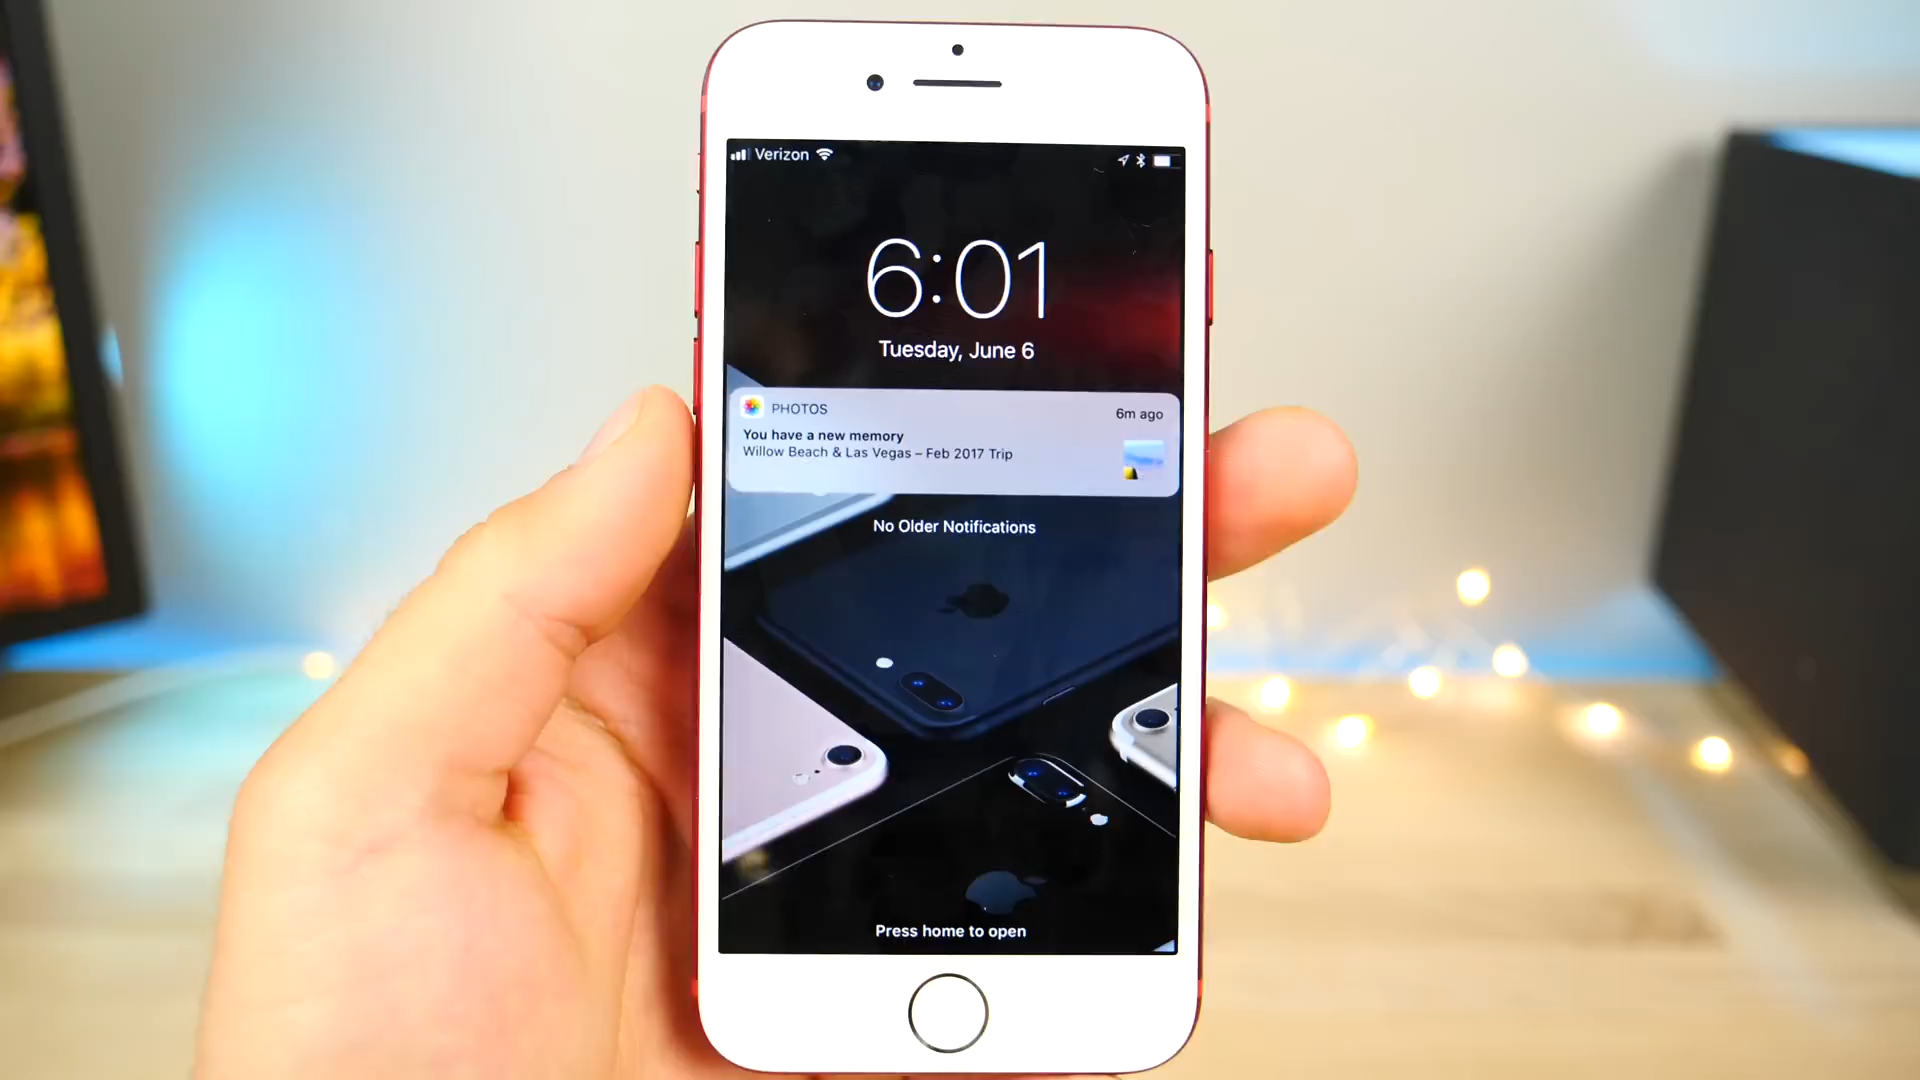 Verizon
6:01
Tuesday, June 6
PHOTOS 6m ago
You have a new memory
Willow Beach & Las Vegas – Feb 2017 Trip
No Older Notifications
Press home to open